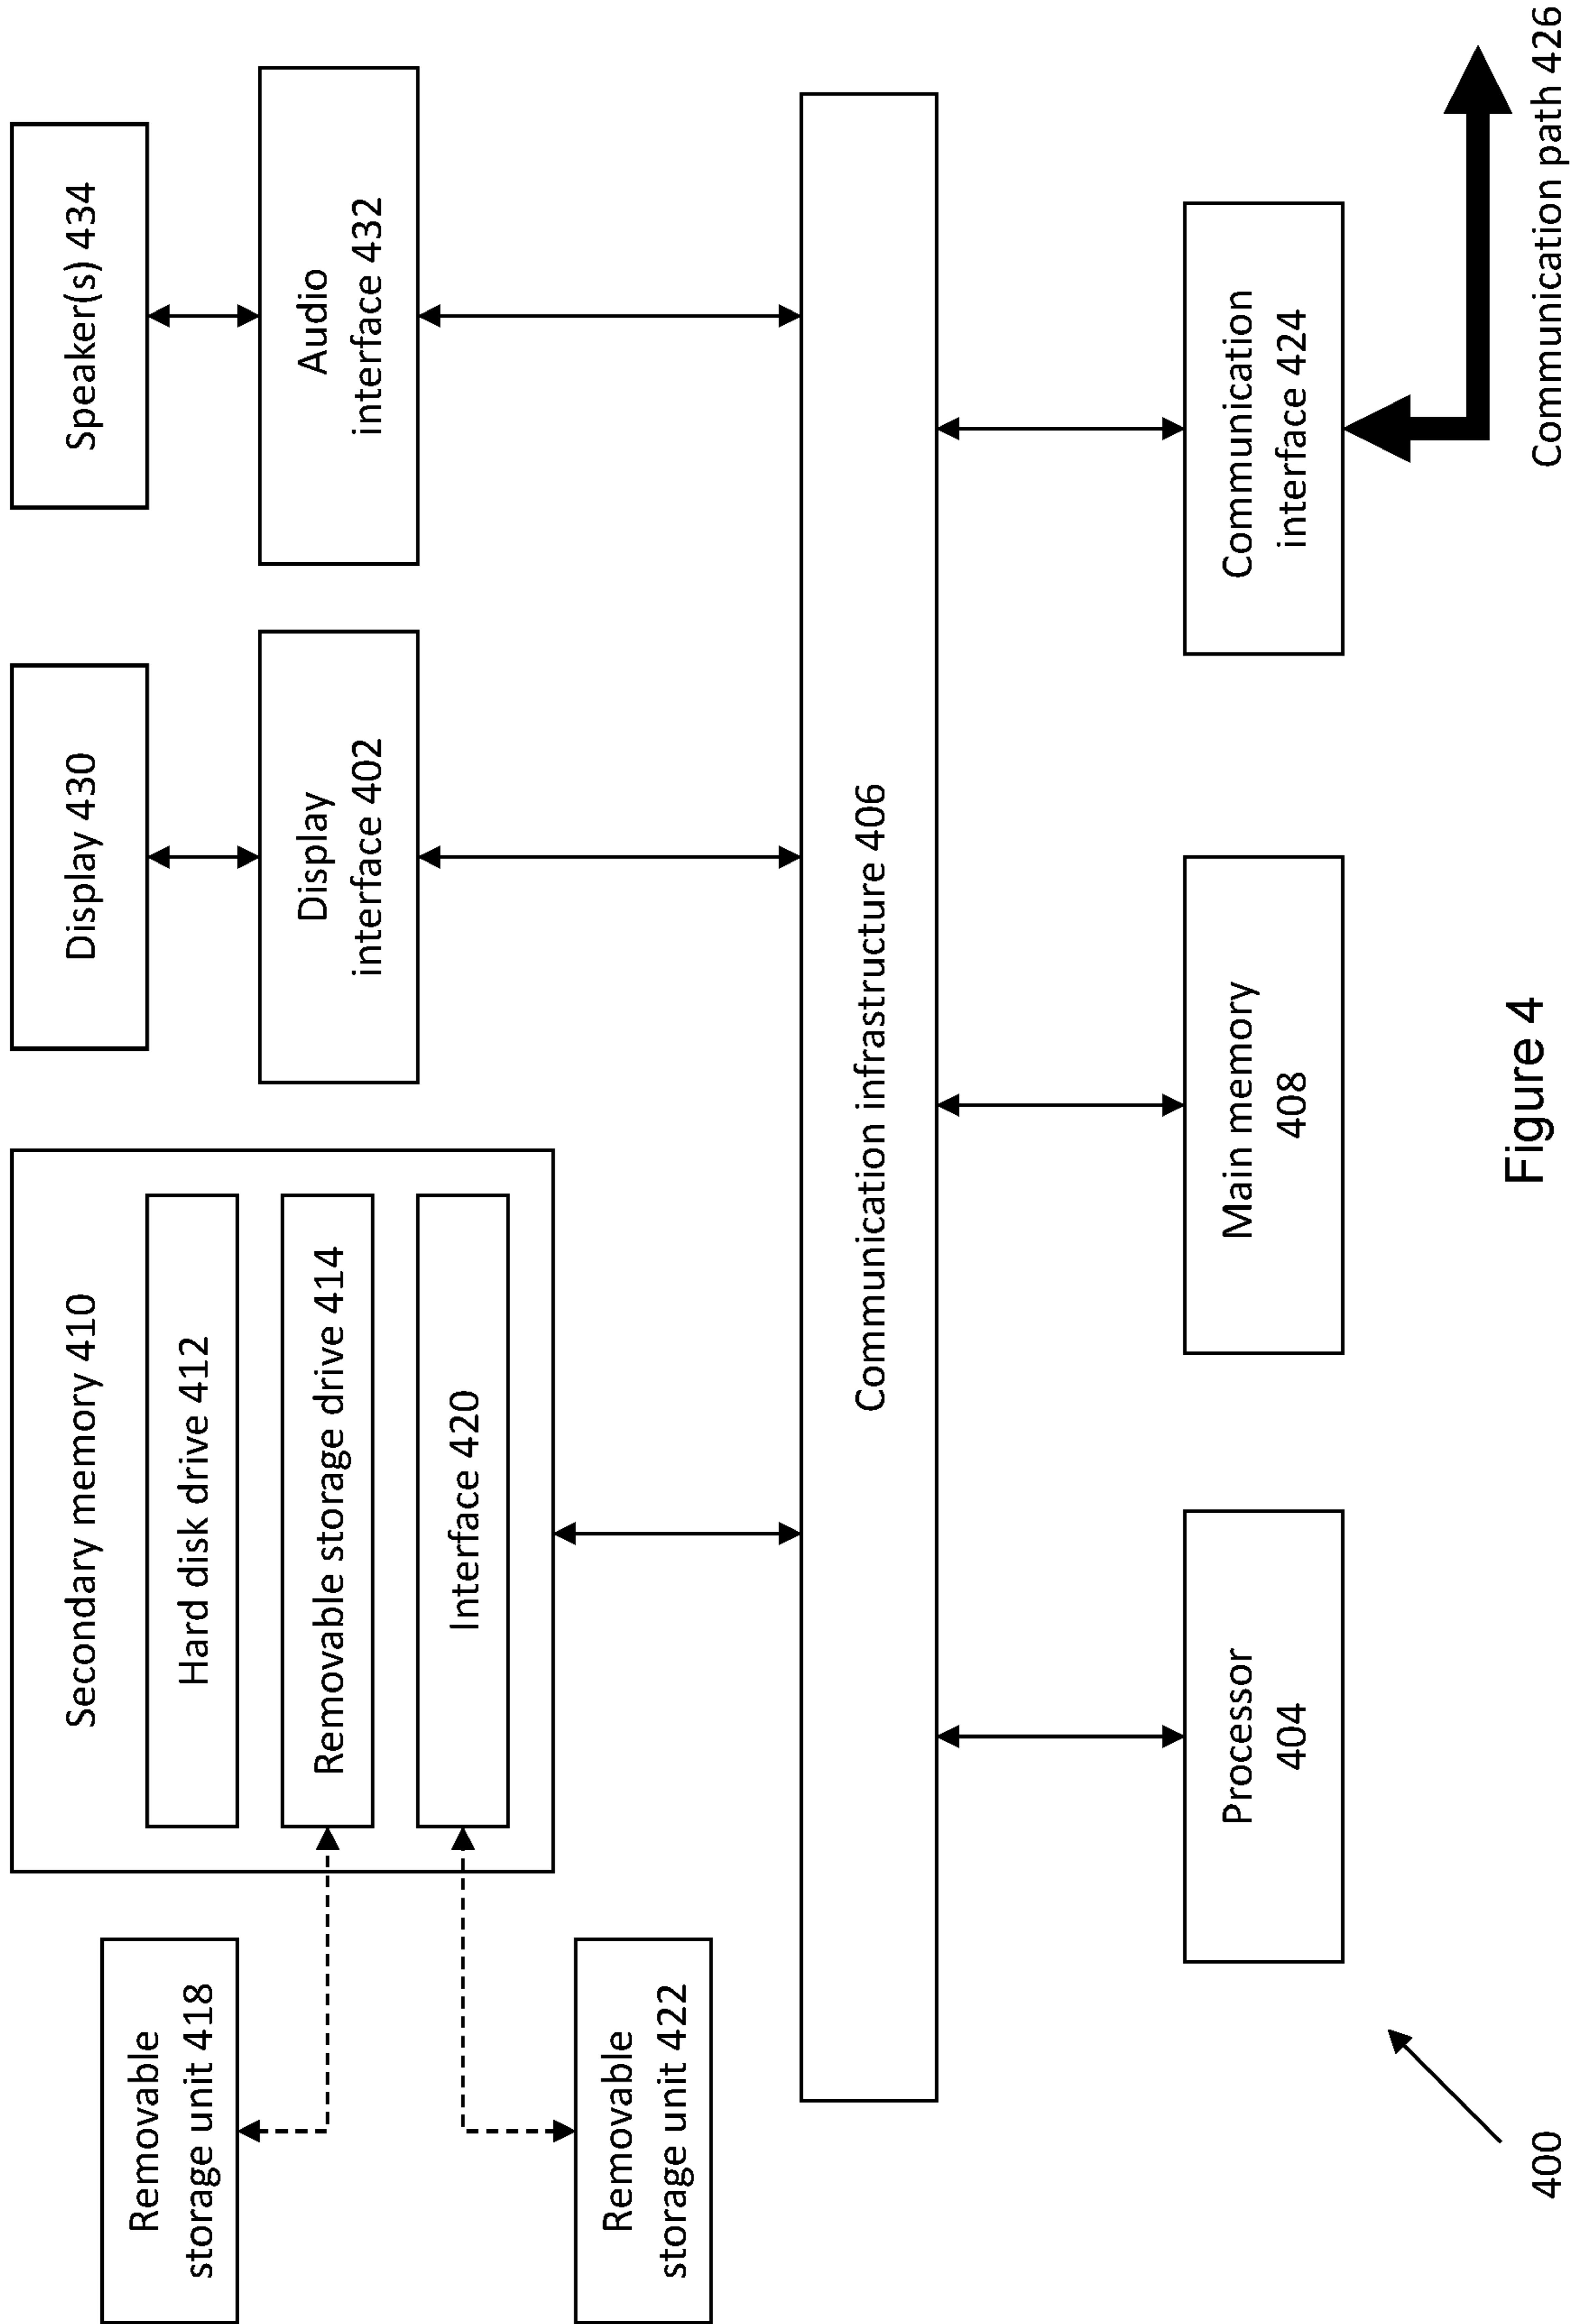 Removable
storage unit 418
Removable
storage unit 422
Secondary memory 410
Hard disk drive 412
Removable storage drive 414
Interface 420
Display 430
Display
interface 402
Speaker(s) 434
Audio
interface 432
Communication infrastructure 406
Processor
404
Main memory
408
Communication
interface 424
Communication path 426
400
Figure 4